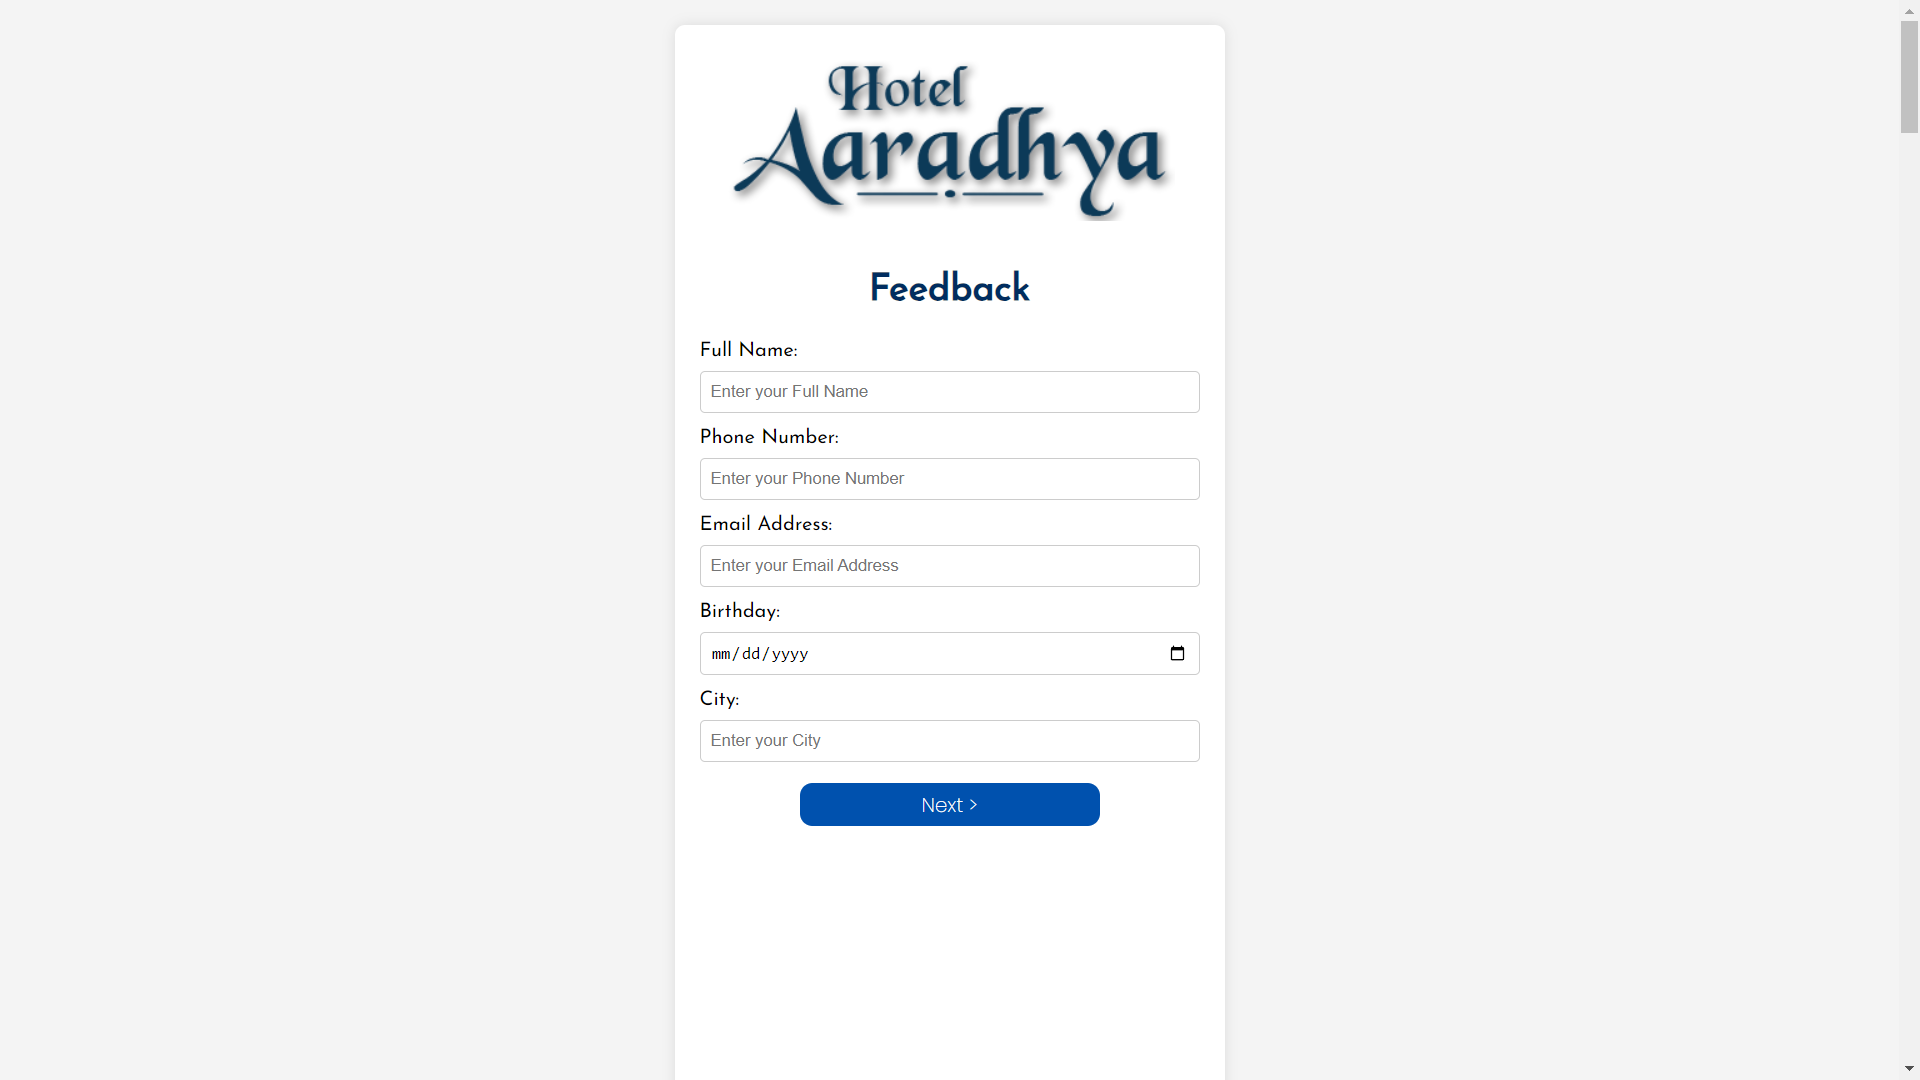 Hotel
Aaradhya
Feedback
Full Name:
Enter your Full Name
Phone Number:
Enter your Phone Number
Email Address:
Enter your Email Address
Birthday:
mm/dd/yyyy
City:
Enter your City
Next >